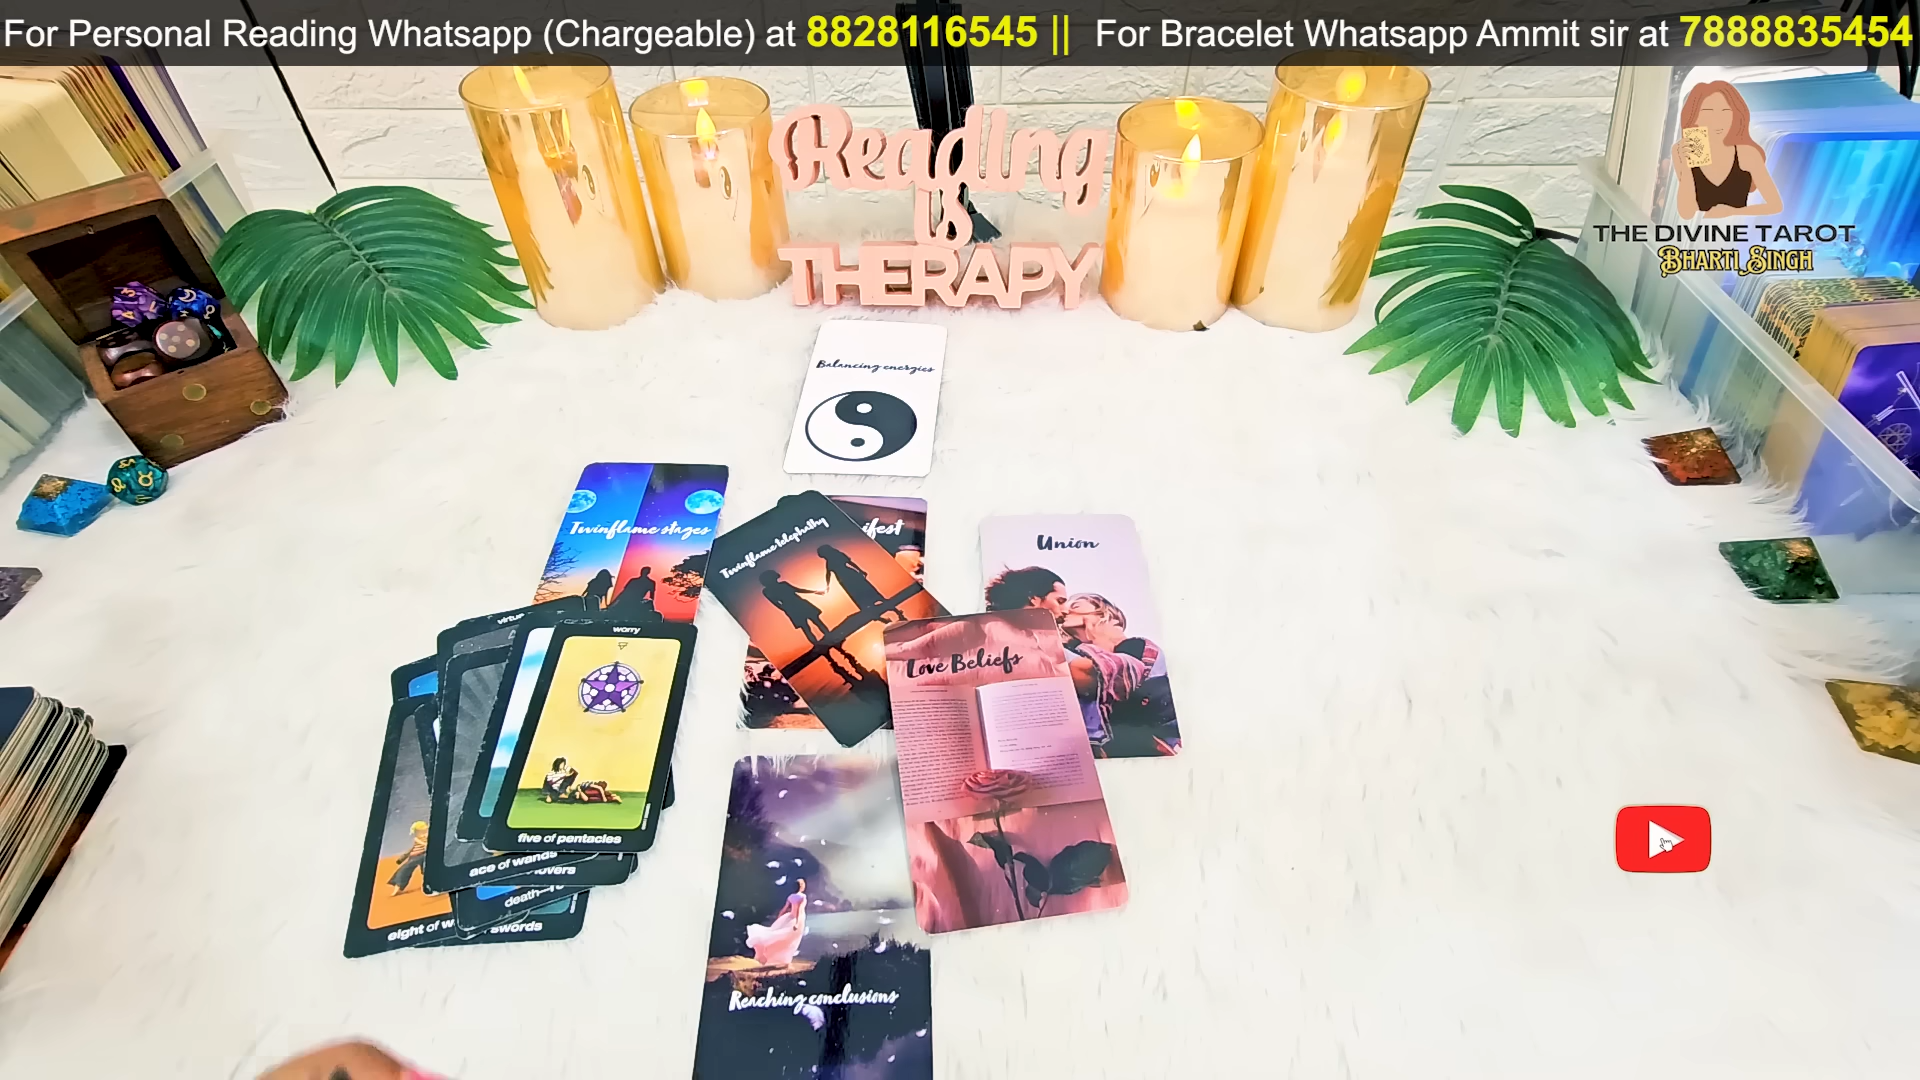 For Personal Reading Whatsapp (Chargeable) at 8828116545 || For Bracelet Whatsapp Ammit sir at 7888835454
Reading
is
THERAPY
THE DIVINE TAROT
BHARTI SINGH
Balancing energies
Twinflame stages
Twinflame telephathy
ifest
Union
Love Beliefs
worry
five of pentacles
ace of wands
death
eight of w
swords
Reaching conclusions